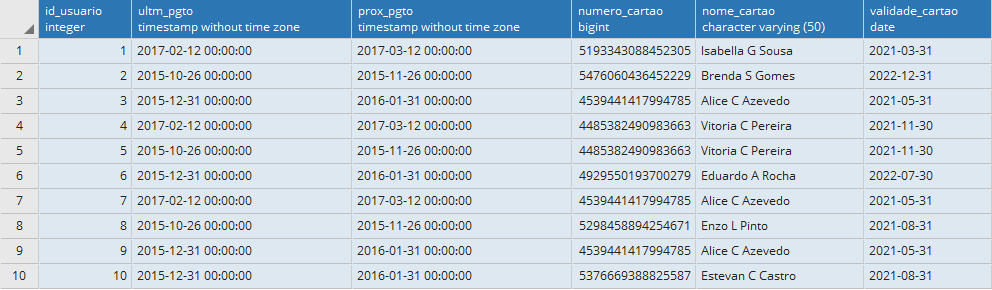 id_usuario ultm_pgto prox_pgto numero_cartao nome_cartao validade_cartao
integer timestamp without time zone timestamp without time zone bigint character varying (50) date
1 1 2017-02-12 00:00:00 2017-03-12 00:00:00 5193343088452305 Isabella G Sousa 2021-03-31
2 2 2015-10-26 00:00:00 2015-11-26 00:00:00 5476060436452229 Brenda S Gomes 2022-12-31
3 3 2015-12-31 00:00:00 2016-01-31 00:00:00 4539441417994785 Alice C Azevedo 2021-05-31
4 4 2017-02-12 00:00:00 2017-03-12 00:00:00 4485382490983663 Vitoria C Pereira 2021-11-30
5 5 2015-10-26 00:00:00 2015-11-26 00:00:00 4485382490983663 Vitoria C Pereira 2021-11-30
6 6 2015-12-31 00:00:00 2016-01-31 00:00:00 4929550193700279 Eduardo A Rocha 2022-07-30
7 7 2017-02-12 00:00:00 2017-03-12 00:00:00 4539441417994785 Alice C Azevedo 2021-05-31
8 8 2015-10-26 00:00:00 2015-11-26 00:00:00 5298458894254671 Enzo L Pinto 2021-08-31
9 9 2015-12-31 00:00:00 2016-01-31 00:00:00 4539441417994785 Alice C Azevedo 2021-05-31
10 10 2015-12-31 00:00:00 2016-01-31 00:00:00 5376669388825587 Estevan C Castro 2021-08-31